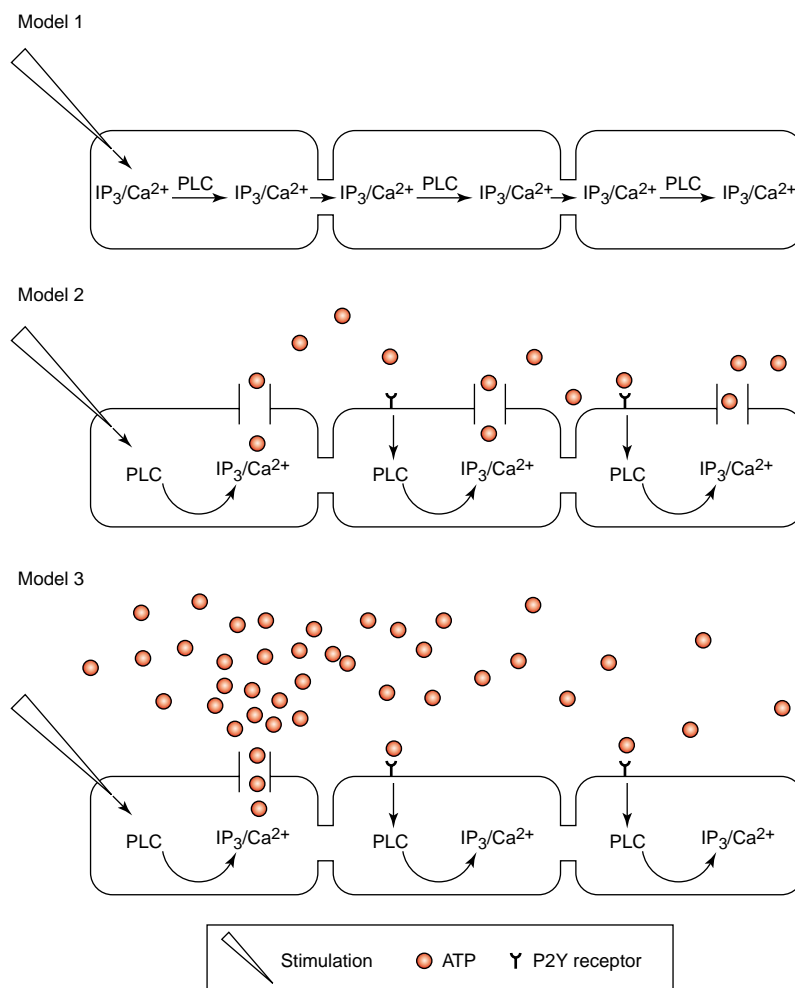 Model 1
PLC PLC PLC
IP3/Ca2+ IP3/Ca2+ IP3/Ca2+ IP3/Ca2+ IP3/Ca2+ IP3/Ca2+
Model 2
PLC IP3/Ca2+ PLC IP3/Ca2+ PLC IP3/Ca2+
Model 3
PLC IP3/Ca2+ PLC IP3/Ca2+ PLC IP3/Ca2+
Stimulation ATP P2Y receptor